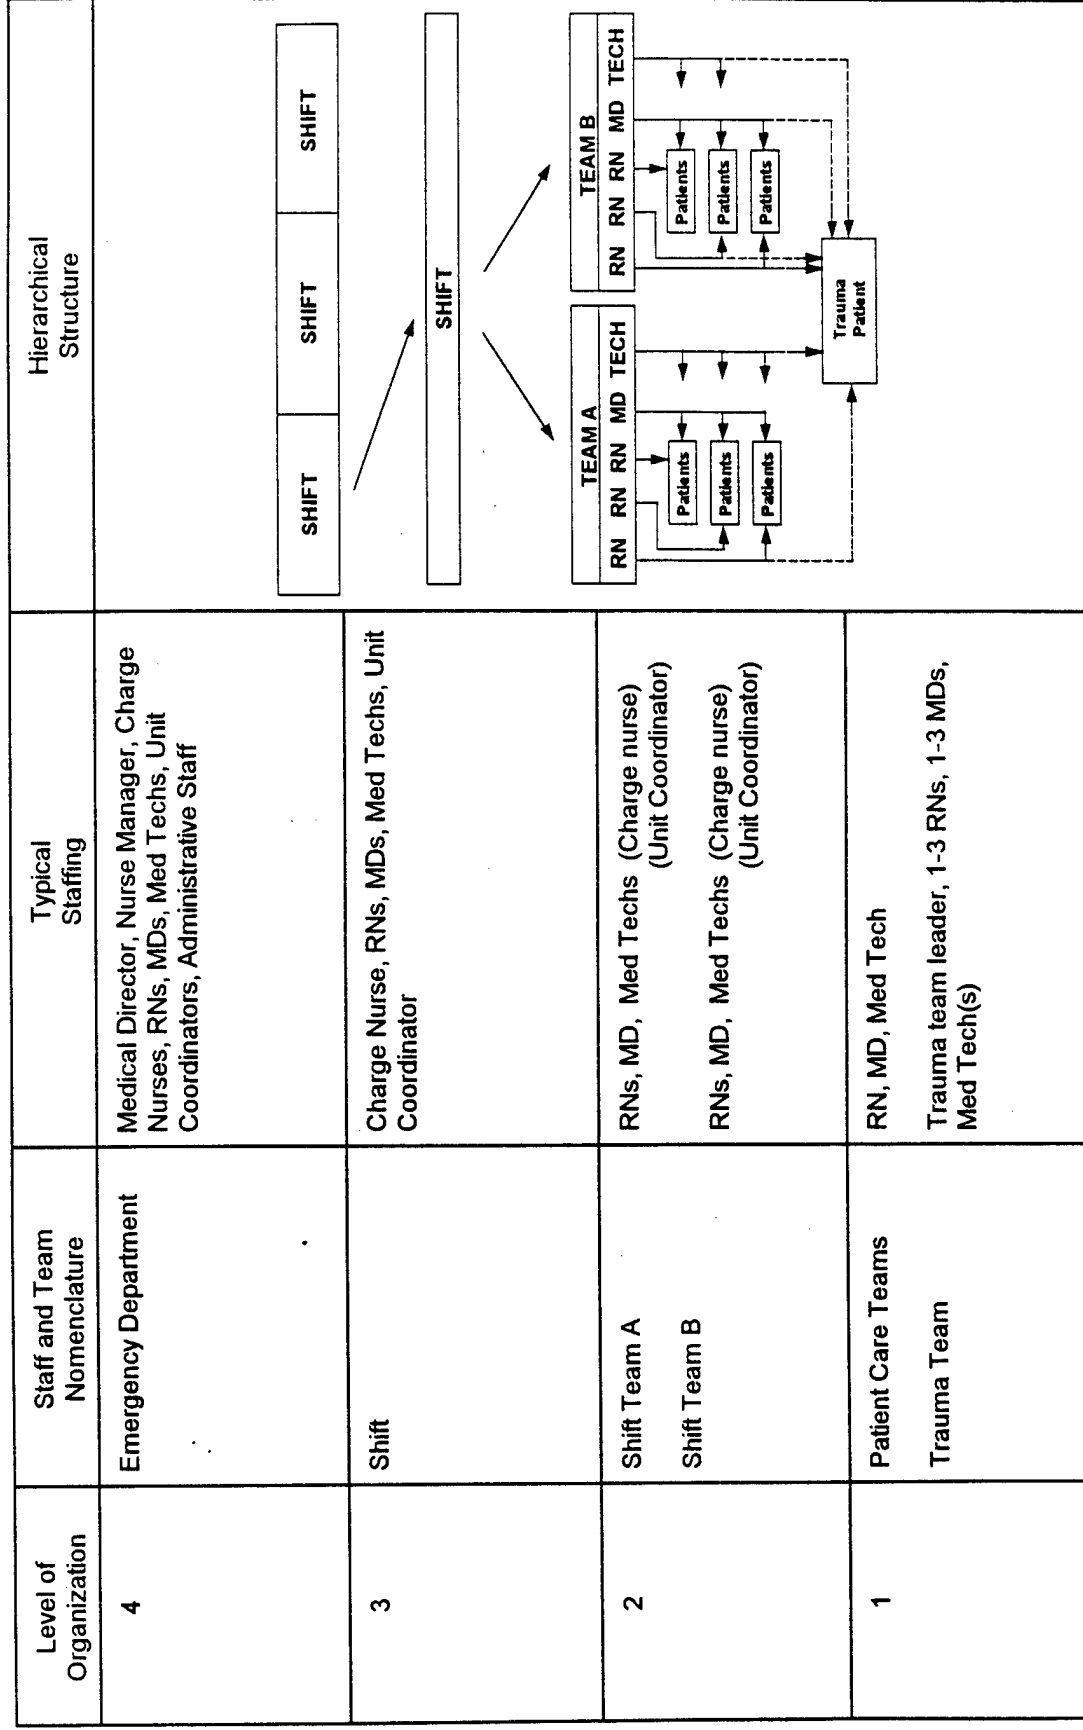 Level of
Organization
Staff and Team
Nomenclature
Typical
Staffing
Hierarchical
Structure
4
Emergency Department
Medical Director, Nurse Manager, Charge
Nurses, RNs, MDs, Med Techs, Unit
Coordinators, Administrative Staff
SHIFT SHIFT SHIFT
3
Shift
Charge Nurse, RNs, MDs, Med Techs, Unit
Coordinator
SHIFT
2
Shift Team A
Shift Team B
RNs, MD, Med Techs (Charge nurse)
(Unit Coordinator)
RNs, MD, Med Techs (Charge nurse)
(Unit Coordinator)
TEAM A
RN RN RN MD TECH
Patients
Patients
Patients
TEAM B
RN RN RN MD TECH
Patients
Patients
Patients
1
Patient Care Teams
Trauma Team
RN, MD, Med Tech
Trauma team leader, 1-3 RNs, 1-3 MDs,
Med Tech(s)
Trauma
Patient